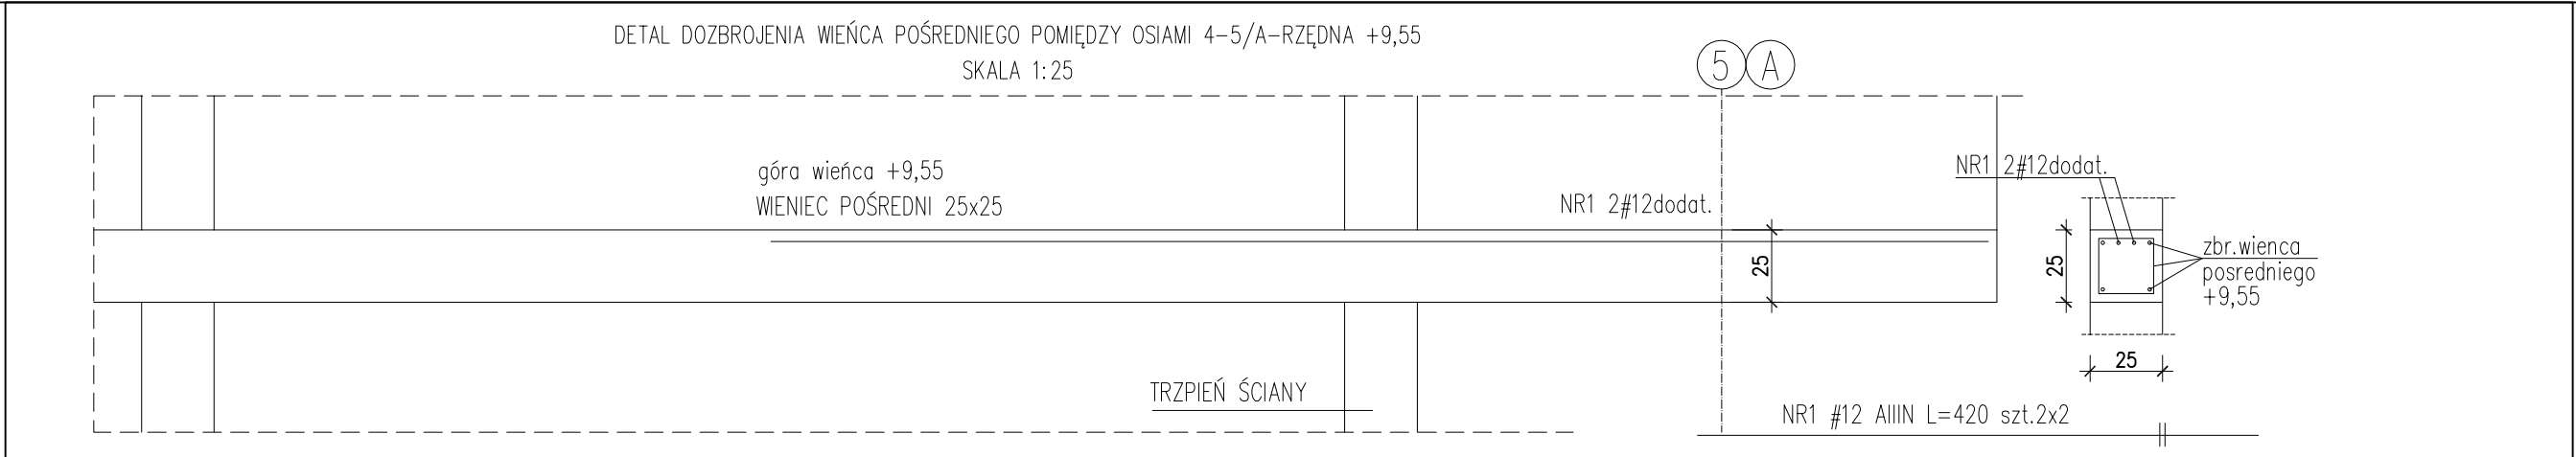 DETAL DOZBROJENIA WIEŃCA POŚREDNIEGO POMIĘDZY OSIAMI 4-5/A-RZĘDNA +9,55
SKALA 1:25
5 A
góra wieńca +9,55
WIENIEC POŚREDNI 25x25
NR1 2#12dodat.
NR1 2#12dodat.
25
25
zbr.wienca
posredniego
+9,55
25
TRZPIEŃ ŚCIANY
NR1 #12 AIIIN L=420 szt.2x2